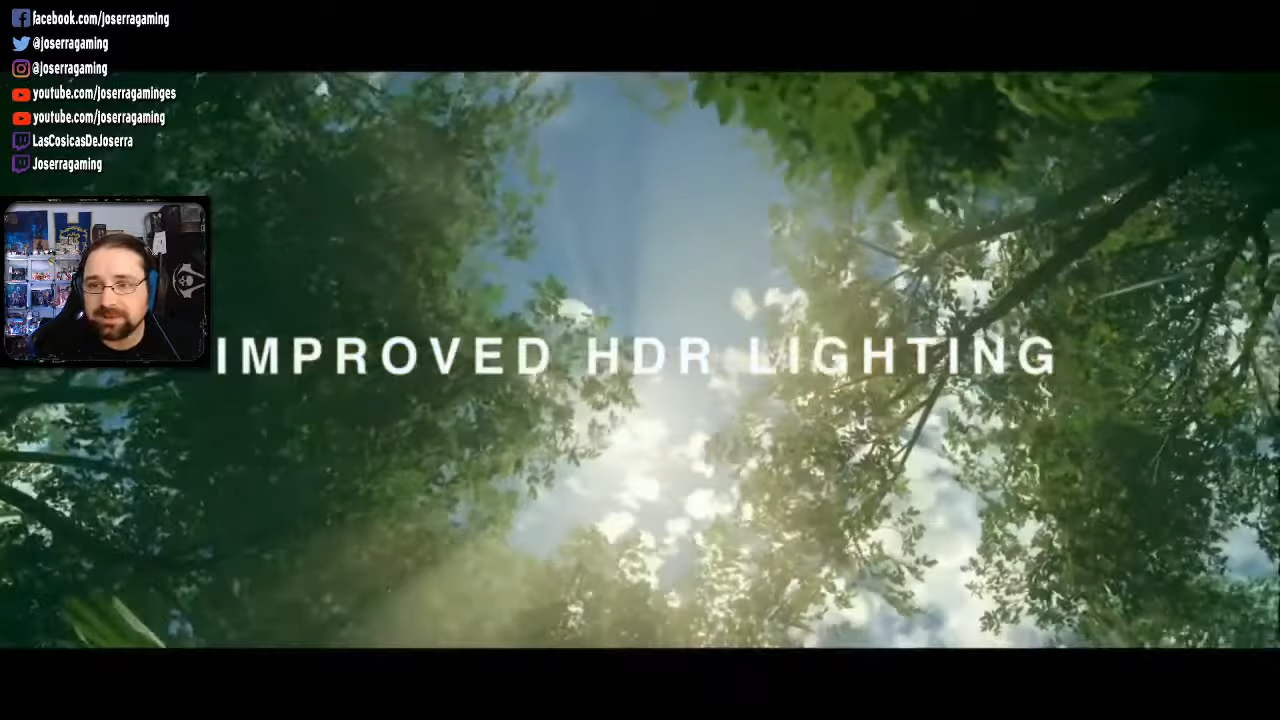 facebook.com/joserragaming
@joserragaming
@joserragaming
youtube.com/joserragaminges
youtube.com/joserragaming
LasCosicasDeJoserra
Joserragaming
IMPROVED HDR LIGHTING